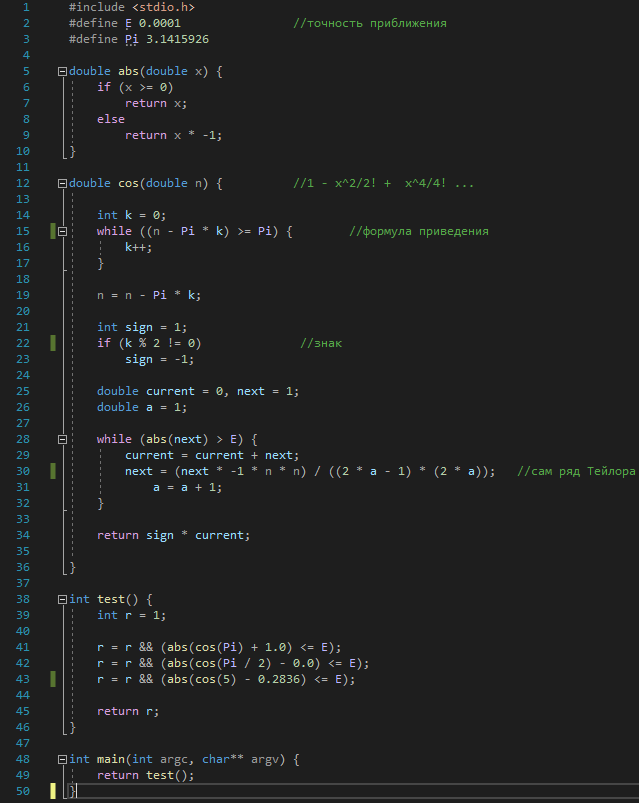 1 #include <stdio.h>
2 #define E 0.0001 //точность приближения
3 #define Pi 3.1415926
4
5 double abs(double x) {
6 if (x >= 0)
7 return x;
8 else
9 return x * -1;
10 }
11
12 double cos(double n) { //1 - x^2/2! + x^4/4! ...
13
14 int k = 0;
15 while ((n - Pi * k) >= Pi) { //формула приведения
16 k++;
17 }
18
19 n = n - Pi * k;
20
21 int sign = 1;
22 if (k % 2 != 0) //знак
23 sign = -1;
24
25 double current = 0, next = 1;
26 double a = 1;
27
28 while (abs(next) > E) {
29 current = current + next;
30 next = (next * -1 * n * n) / ((2 * a - 1) * (2 * a)); //сам ряд Тейлора
31 a = a + 1;
32 }
33
34 return sign * current;
35
36 }
37
38 int test() {
39 int r = 1;
40
41 r = r && (abs(cos(Pi) + 1.0) <= E);
42 r = r && (abs(cos(Pi / 2) - 0.0) <= E);
43 r = r && (abs(cos(5) - 0.2836) <= E);
44
45 return r;
46 }
47
48 int main(int argc, char** argv) {
49 return test();
50 }